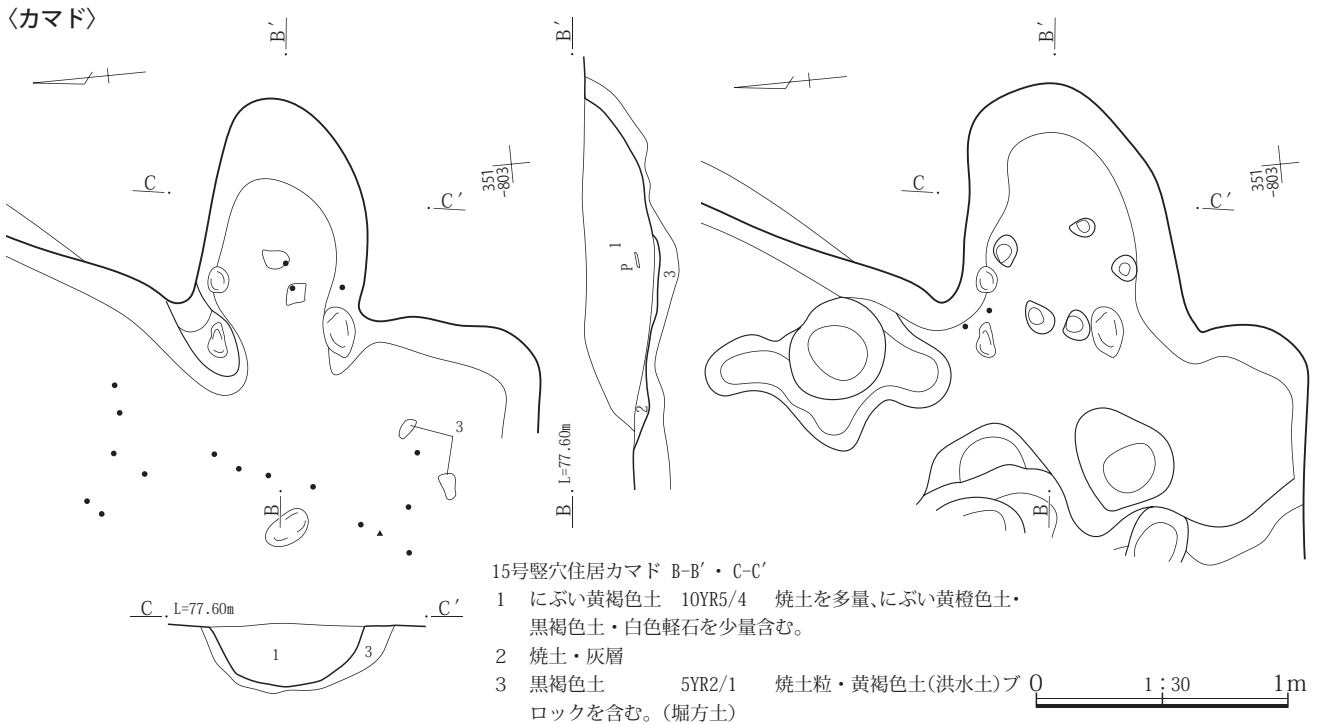 〈カマド〉
B′
B′
B′
C
C′
351
-803
1
P
3
2
C
C′
351
-803
3
B
B
L=77.60m
B
15号竪穴住居カマド B-B′・C-C′
1 にぶい黄褐色土 10YR5/4 焼土を多量､にぶい黄橙色土･
黒褐色土・白色軽石を少量含む。
2 焼土・灰層
3 黒褐色土 5YR2/1 焼土粒・黄褐色土(洪水土)ブ
ロックを含む。(堀方土)
C
L=77.60m
C′
1
3
0 1:30 1m